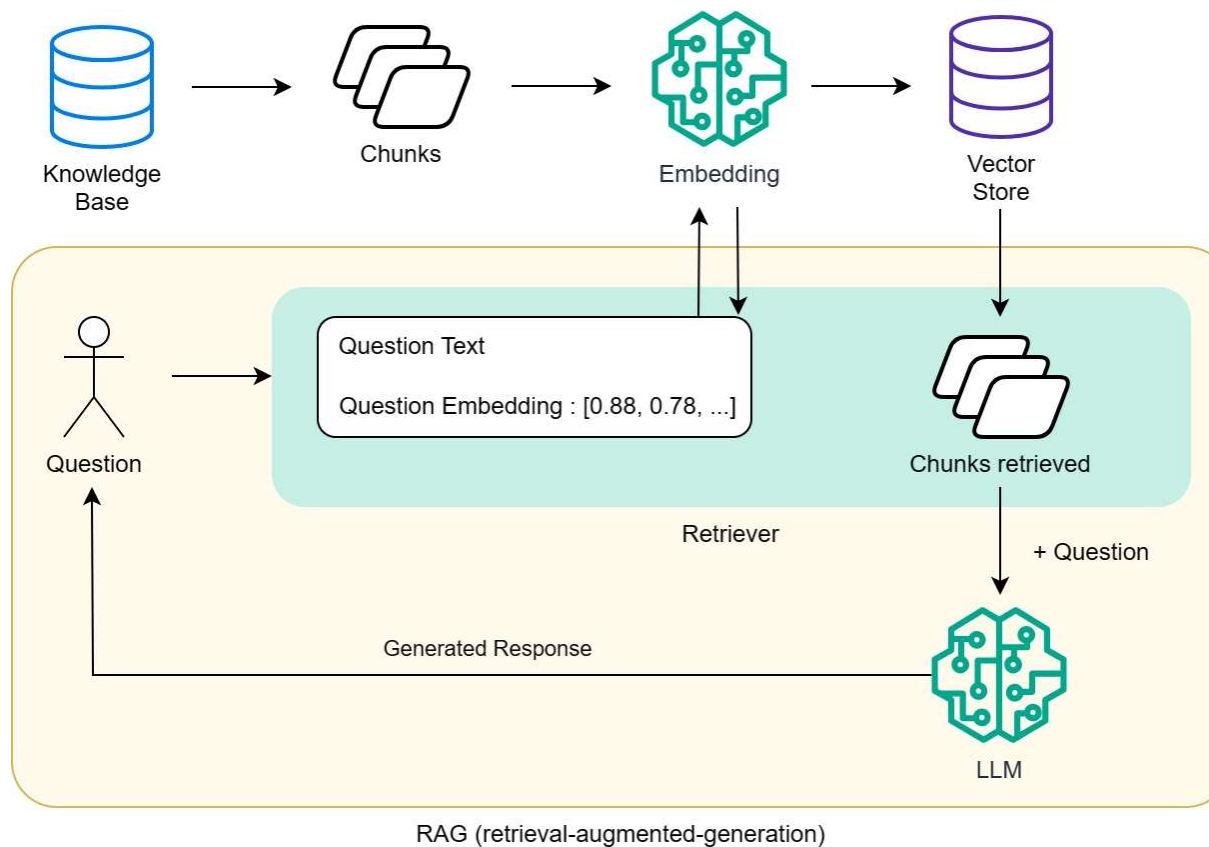 Knowledge
Base
Chunks
Embedding
Vector
Store
Question
Question Text
Question Embedding : [0.88, 0.78, ...]
Chunks retrieved
Retriever
+ Question
Generated Response
LLM
RAG (retrieval-augmented-generation)